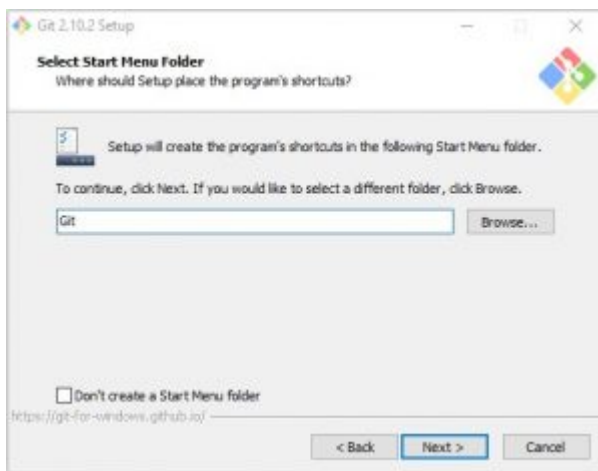 Git 2.10.2 Setup
Select Start Menu Folder
Where should Setup place the program's shortcuts?
Setup will create the program's shortcuts in the following Start Menu folder.
To continue, click Next. If you would like to select a different folder, click Browse.
Git
Browse...
Don't create a Start Menu folder
https://git-for-windows.github.io/
< Back
Next >
Cancel